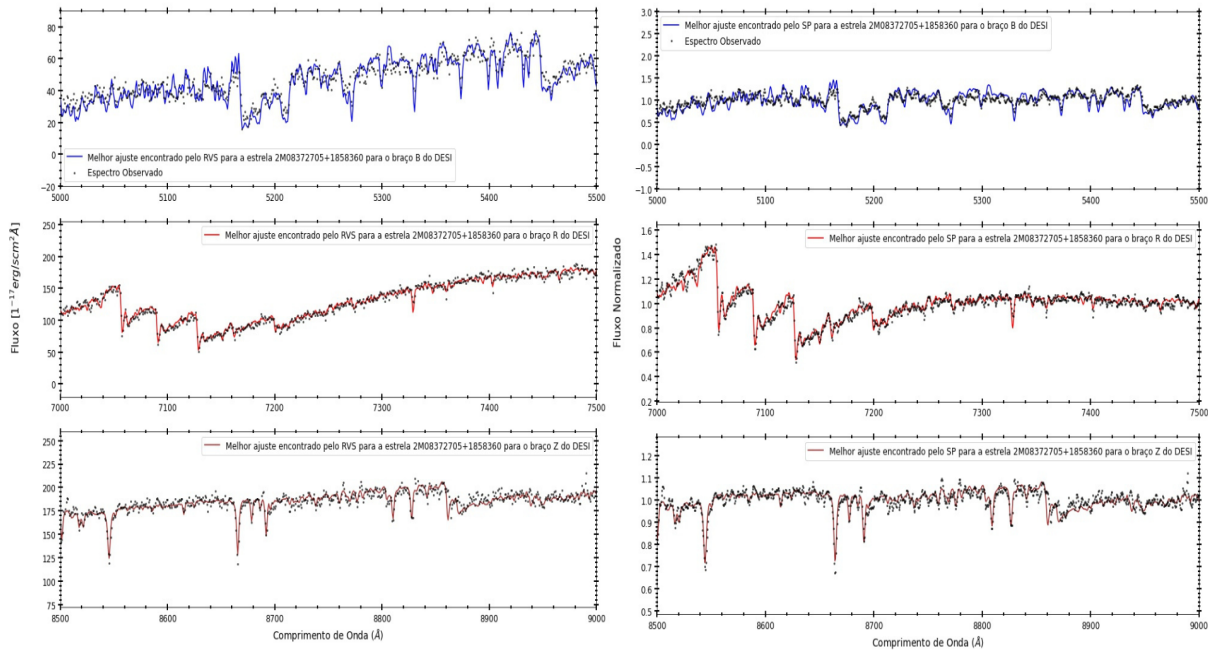 80
60
40
20
0
−20
Melhor ajuste encontrado pelo RVS para a estrela 2M08372705+1858360 para o braço B do DESI
Espectro Observado
5000 5100 5200 5300 5400 5500
3.0
2.5
2.0
1.5
1.0
0.5
0.0
−0.5
−1.0
Melhor ajuste encontrado pelo SP para a estrela 2M08372705+1858360 para o braço B do DESI
Espectro Observado
5000 5100 5200 5300 5400 5500
Fluxo [1⁻¹⁷erg/scm²Å]
250
200
150
100
50
0
Melhor ajuste encontrado pelo RVS para a estrela 2M08372705+1858360 para o braço R do DESI
7000 7100 7200 7300 7400 7500
Fluxo Normalizado
1.6
1.4
1.2
1.0
0.8
0.6
0.4
0.2
Melhor ajuste encontrado pelo SP para a estrela 2M08372705+1858360 para o braço R do DESI
7000 7100 7200 7300 7400 7500
250
225
200
175
150
125
100
75
Melhor ajuste encontrado pelo RVS para a estrela 2M08372705+1858360 para o braço Z do DESI
8500 8600 8700 8800 8900 9000
Comprimento de Onda (Å)
1.2
1.1
1.0
0.9
0.8
0.7
0.6
0.5
Melhor ajuste encontrado pelo SP para a estrela 2M08372705+1858360 para o braço Z do DESI
8500 8600 8700 8800 8900 9000
Comprimento de Onda (Å)